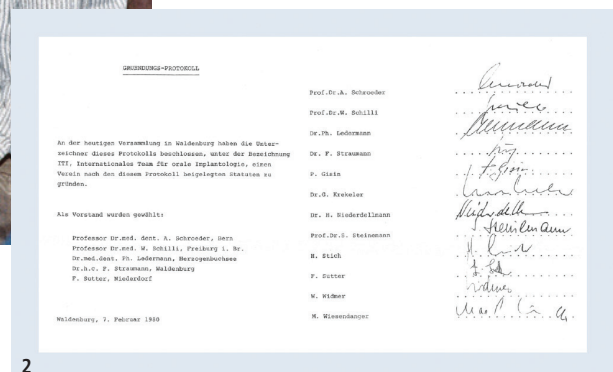 GRUENDUNGS-PROTOKOLL
An der heutigen Versammlung in Waldenburg haben die Unter-
zeichner dieses Protokolls beschlossen, unter der Bezeichnung
ITI, Internationales Team für orale Implantologie, einen
Verein nach den diesem Protokoll beigelegten Statuten zu
gründen.
Als Vorstand wurden gewählt:
Professor Dr.med. dent. A. Schroeder, Bern
Professor Dr.med. W. Schilli, Freiburg i. Br.
Dr.med.dent. Ph. Ledermann, Herzogenbuchsee
Dr.h.c. F. Straumann, Waldenburg
F. Sutter, Niederdorf
Waldenburg, 7. Februar 1980
Prof.Dr.A. Schroeder
Prof.Dr.W. Schilli
Dr.Ph. Ledermann
Dr. F. Straumann
P. Gisin
Dr.G. Krekeler
Dr. H. Niederdellmann
Prof.Dr.S. Steinemann
H. Stich
F. Sutter
W. Widmer
M. Wiesendanger
2